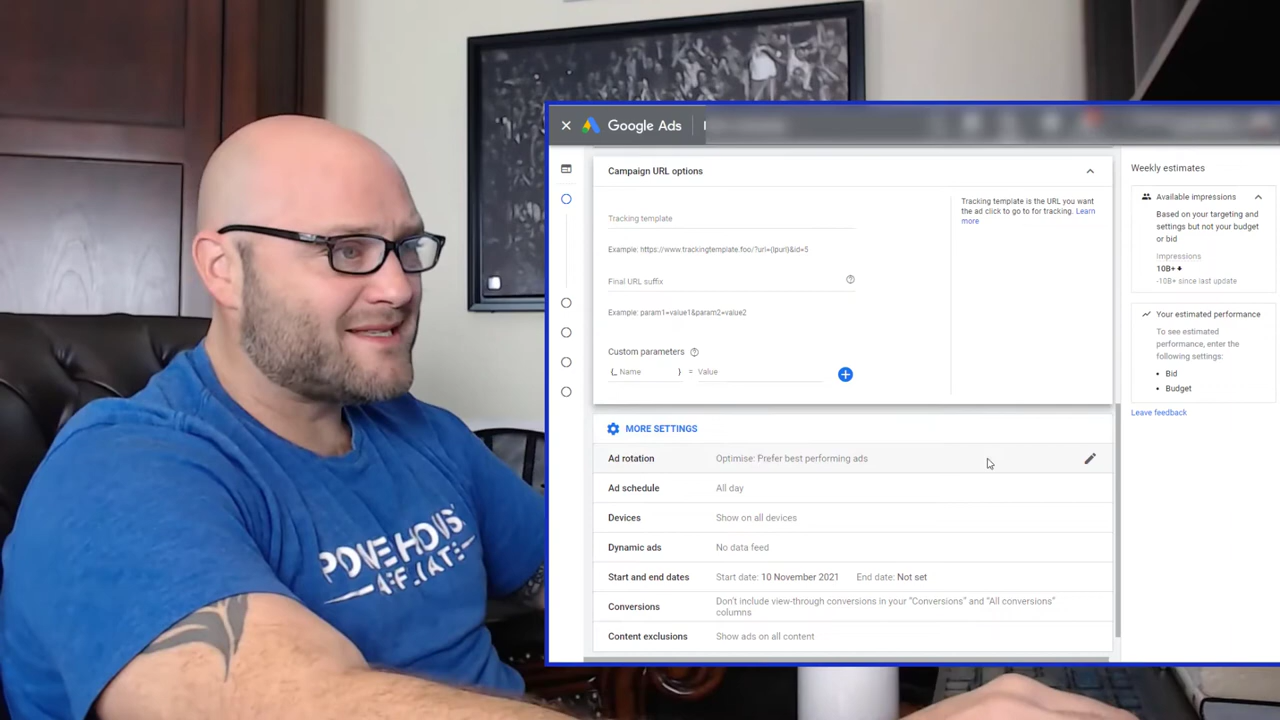 POWERHOUSE
AFFILIATE
Google Ads
Campaign URL options
Tracking template
Example: https://www.trackingtemplate.foo/?url={lpurl}&id=5
Final URL suffix
Example: param1=value1&param2=value2
Custom parameters
{_ Name } = Value
Tracking template is the URL you want
the ad click to go to for tracking. Learn
more
MORE SETTINGS
Ad rotation Optimise: Prefer best performing ads
Ad schedule All day
Devices Show on all devices
Dynamic ads No data feed
Start and end dates Start date: 10 November 2021 End date: Not set
Conversions Don't include view-through conversions in your "Conversions" and "All conversions"
columns
Content exclusions Show ads on all content
Weekly estimates
Available impressions
Based on your targeting and
settings but not your budget
or bid
Impressions
10B+
-10B+ since last update
Your estimated performance
To see estimated
performance, enter the
following settings:
• Bid
• Budget
Leave feedback